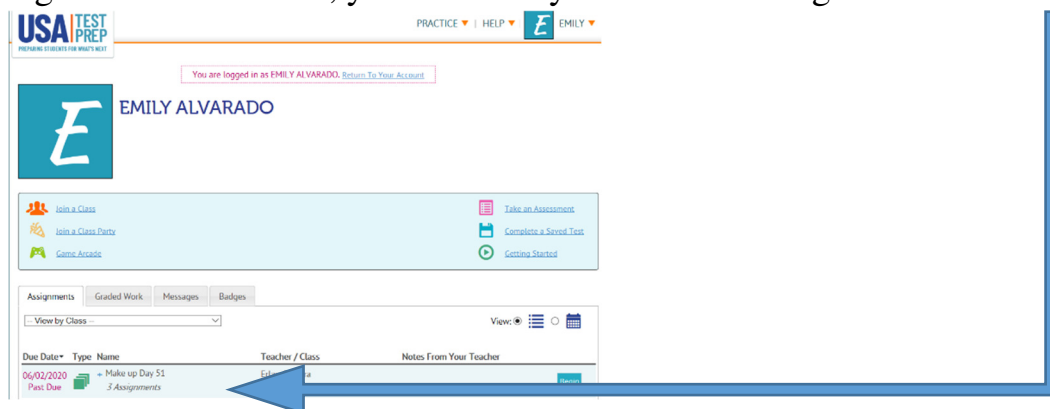 USA TEST PREP
PREPARING STUDENTS FOR WHAT'S NEXT
PRACTICE ▼ | HELP ▼ E EMILY ▼
You are logged in as EMILY ALVARADO. Return To Your Account
E
EMILY ALVARADO
Join a Class
Take an Assessment
Join a Class Party
Complete a Saved Test
Game Arcade
Getting Started
Assignments Graded Work Messages Badges
-- View by Class -- View:
Due Date Type Name Teacher / Class Notes From Your Teacher
06/02/2020 + Make up Day 51
Past Due 3 Assignments